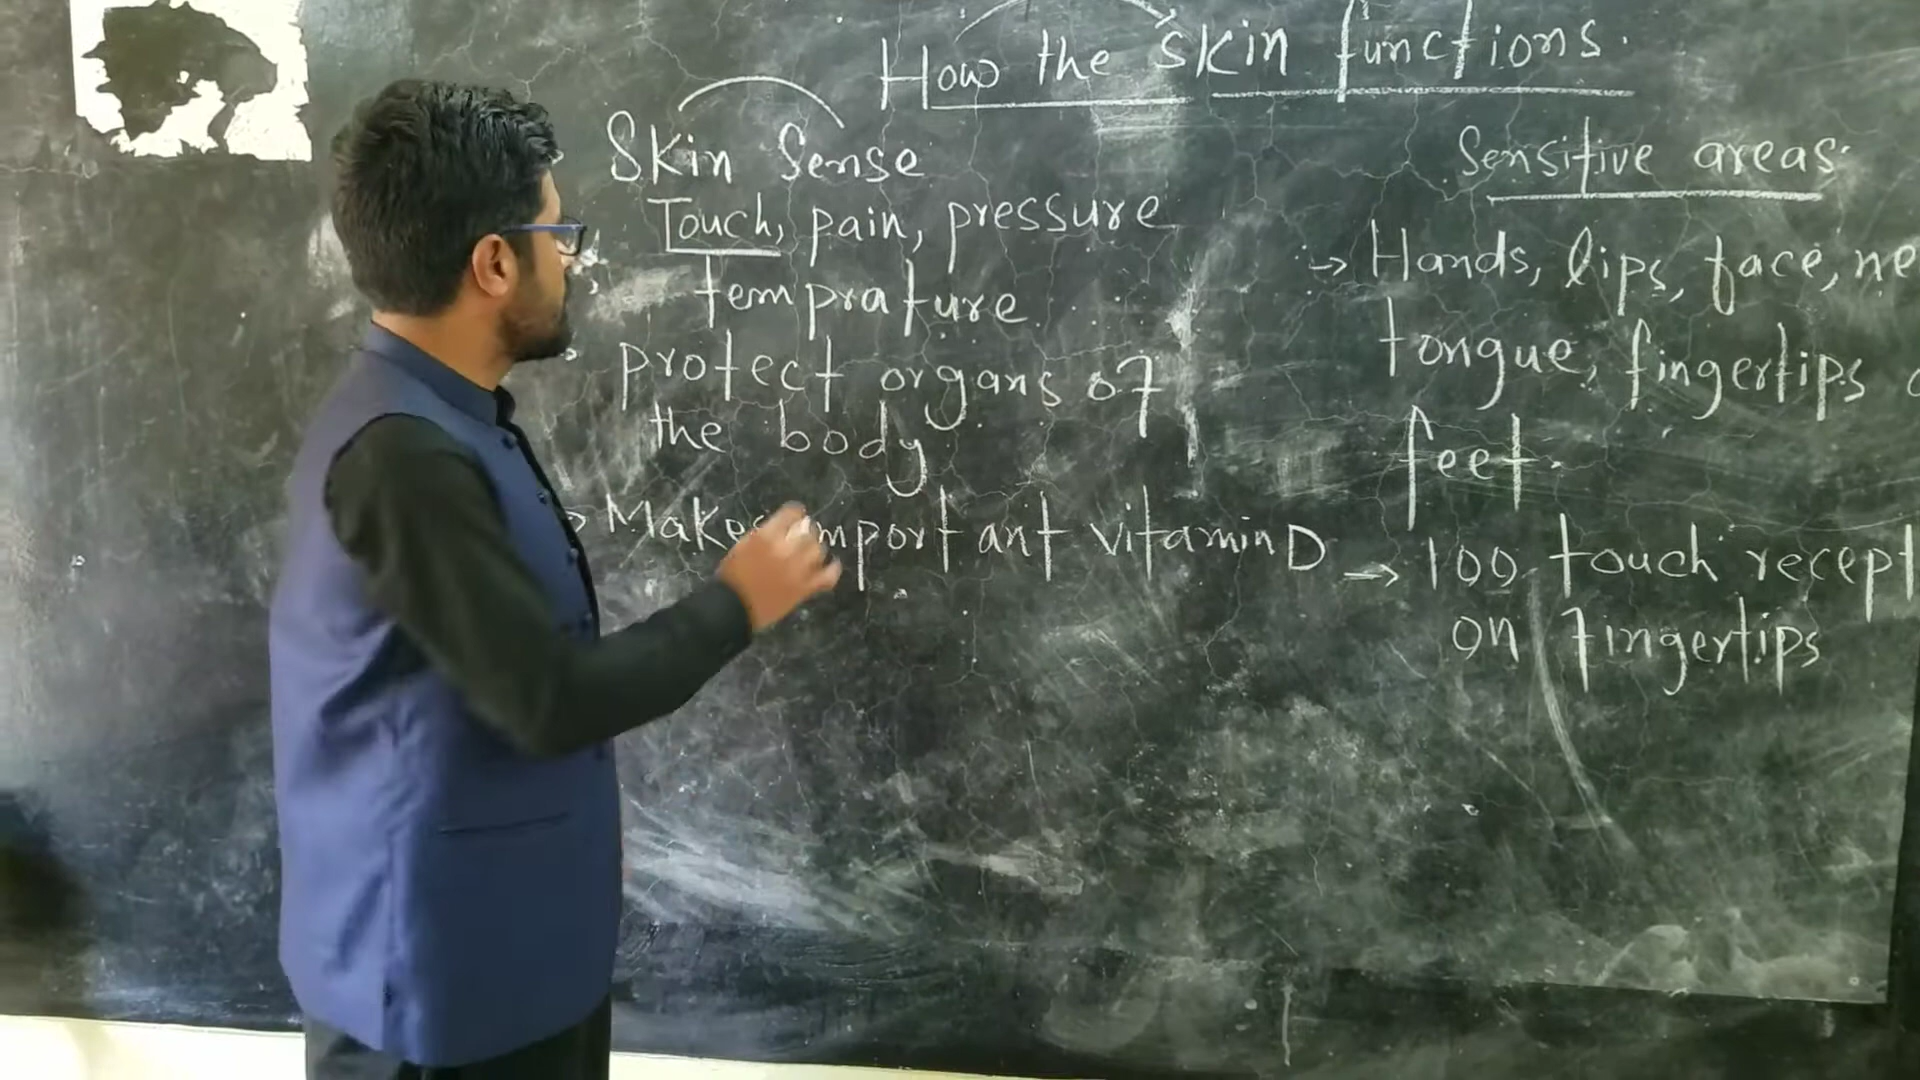 How the skin functions.
Skin Sense
Touch, pain, pressure
temprature
protect organs of
the body.
Makes important vitamin D
Sensitive areas.
→ Hands, lips, face,
tongue, fingertips
feet.
→ 100 touch
on fingertips